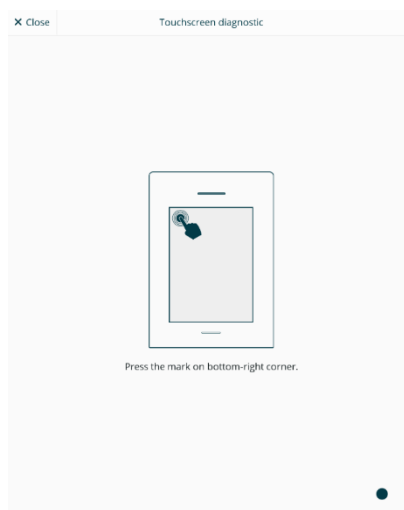 × Close
Touchscreen diagnostic
Press the mark on bottom-right corner.